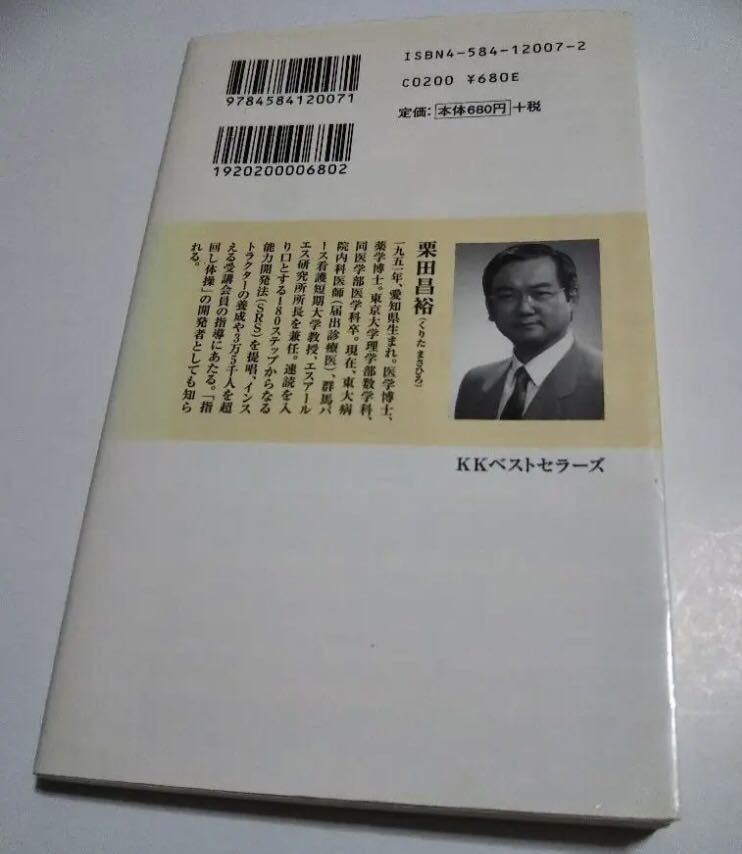 ISBN4-584-12007-2
C0200 ¥680E
定価:本体680円+税
9784584120071
1920200006802
栗田昌裕(くりた まさひろ)
一九五一年、愛知県生まれ。医学博士、
薬学博士。東京大学理学部数学科、
同医学部医学科卒。現在、東大病
院内科医師(届出診療医)、群馬パ
ース看護短期大学教授、エスアール
エス研究所所長を兼任。速読を入
り口とする180ステップからなる
能力開発法(SRS)を提唱、インス
トラクターの養成や3万5千人を超
える受講会員の指導にあたる。「指
回し体操」の開発者としても知ら
れる。
KKベストセラーズ